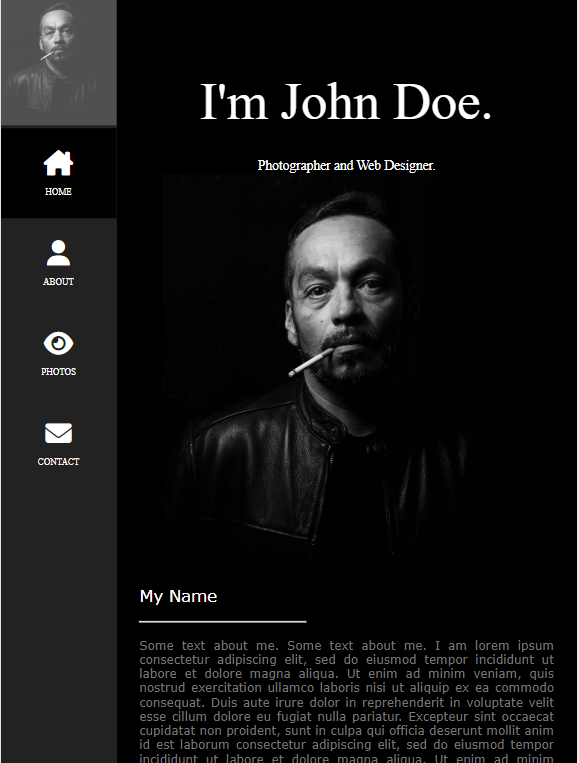 I'm John Doe.
Photographer and Web Designer.
HOME
ABOUT
PHOTOS
CONTACT
My Name
Some text about me. Some text about me. I am lorem ipsum
consectetur adipiscing elit, sed do eiusmod tempor incididunt ut
labore et dolore magna aliqua. Ut enim ad minim veniam, quis
nostrud exercitation ullamco laboris nisi ut aliquip ex ea commodo
consequat. Duis aute irure dolor in reprehenderit in voluptate velit
esse cillum dolore eu fugiat nulla pariatur. Excepteur sint occaecat
cupidatat non proident, sunt in culpa qui officia deserunt mollit anim
id est laborum consectetur adipiscing elit, sed do eiusmod tempor
incididunt ut labore et dolore magna aliqua. Ut enim ad minim